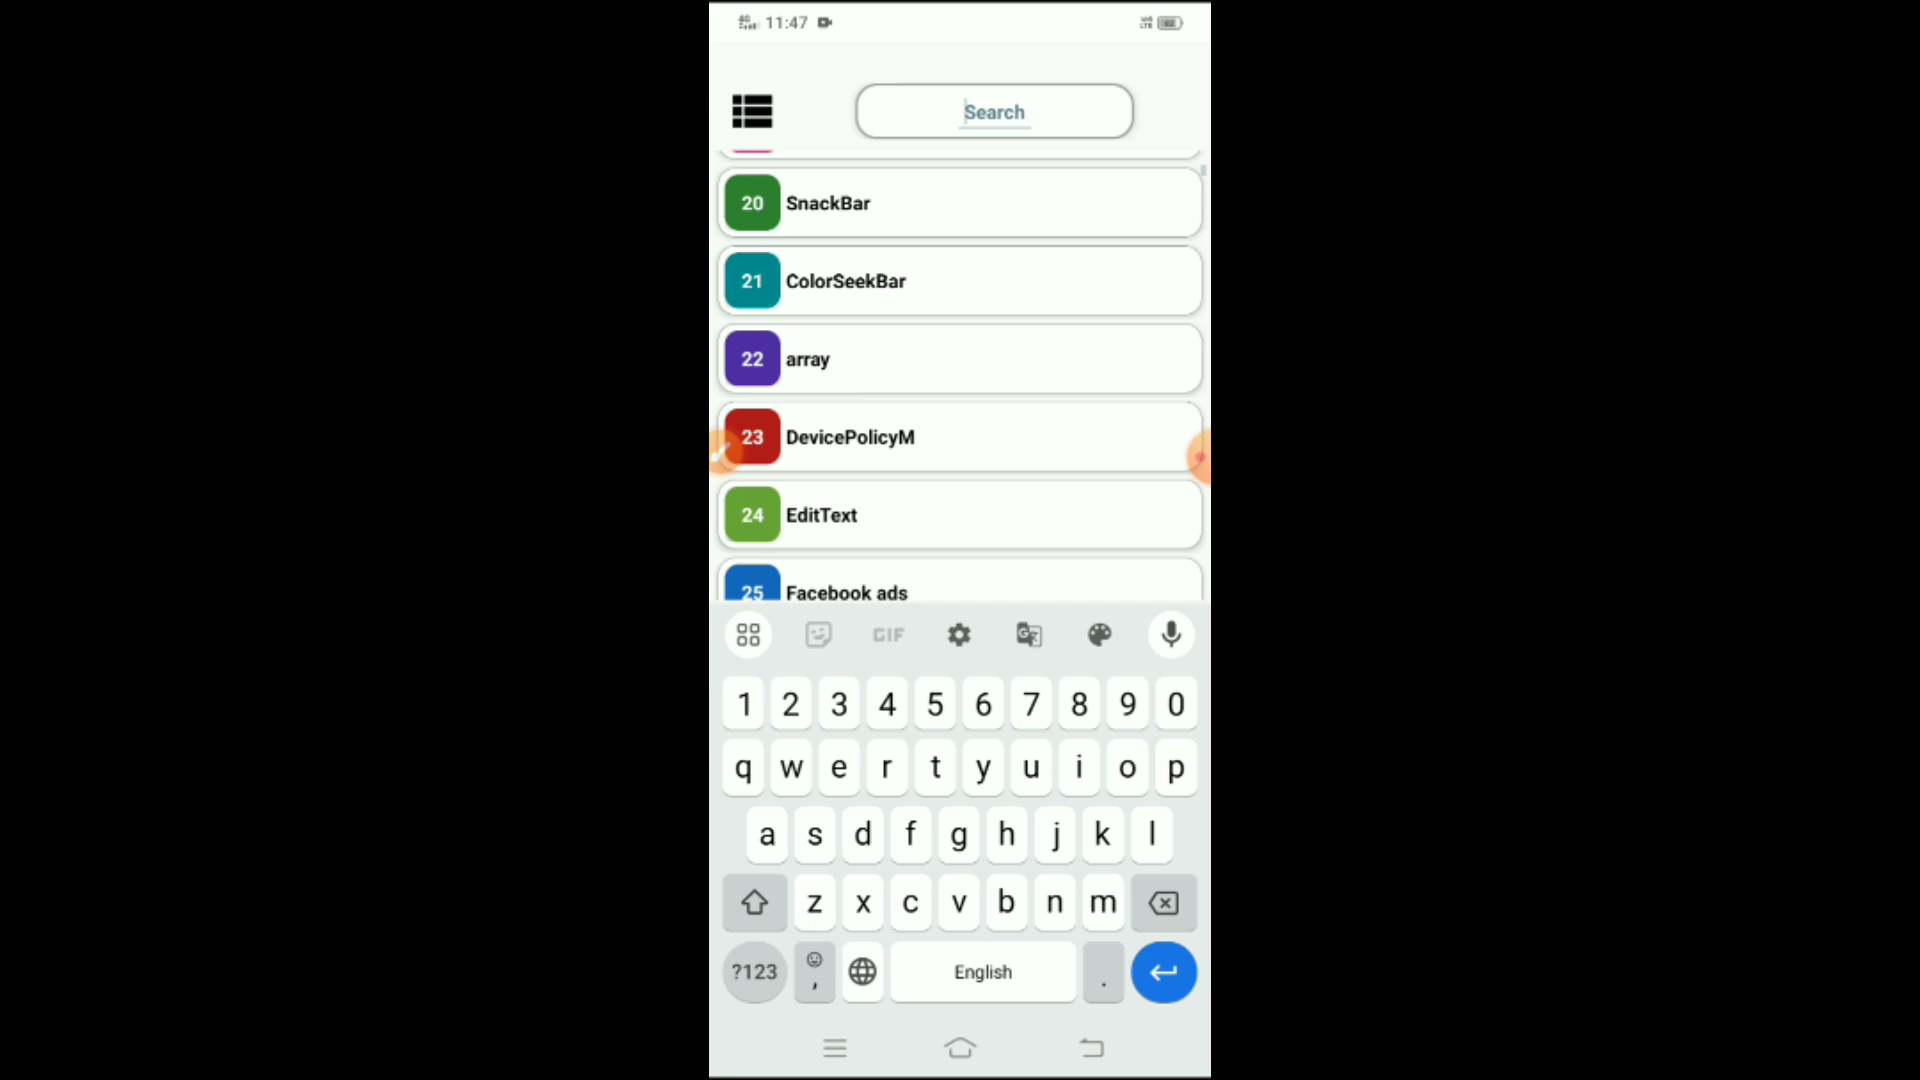 11:47
Search
20 SnackBar
21 ColorSeekBar
22 array
23 DevicePolicyM
24 EditText
25 Facebook ads
GIF
1 2 3 4 5 6 7 8 9 0
q w e r t y u i o p
a s d f g h j k l
z x c v b n m
?123 , English .